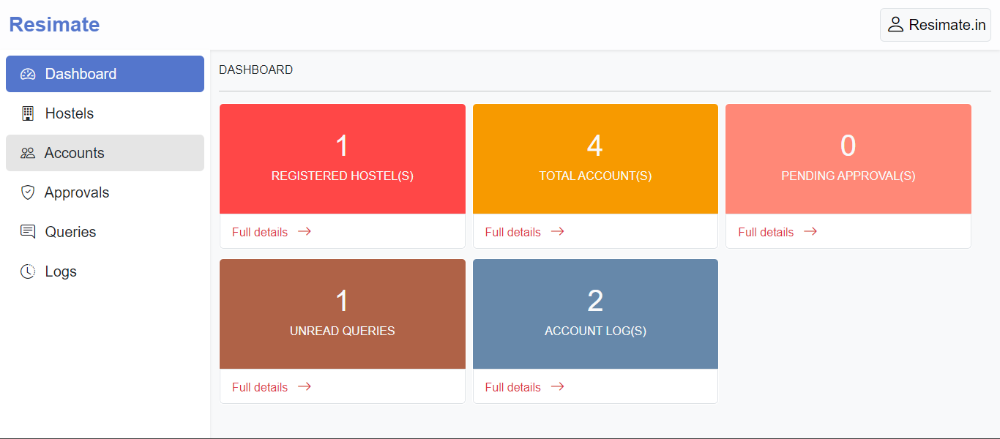 Resimate
Resimate.in
Dashboard
Hostels
Accounts
Approvals
Queries
Logs
DASHBOARD
1
REGISTERED HOSTEL(S)
Full details
4
TOTAL ACCOUNT(S)
Full details
0
PENDING APPROVAL(S)
Full details
1
UNREAD QUERIES
Full details
2
ACCOUNT LOG(S)
Full details